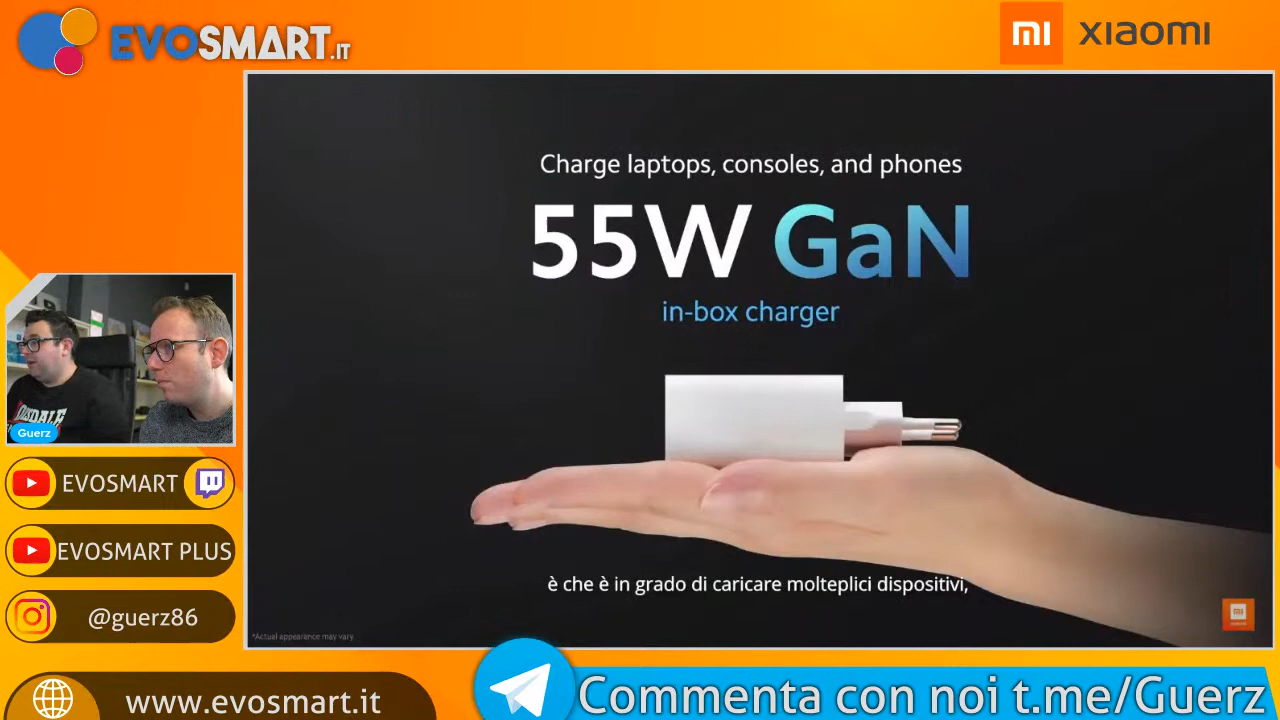 EVOSMART.IT
mi XIAOMI
Charge laptops, consoles, and phones
55W GaN
in-box charger
è che è in grado di caricare molteplici dispositivi,
*Actual appearance may vary
Guerz
EVOSMART
EVOSMART PLUS
@guerz86
www.evosmart.it
Commenta con noi t.me/Guerz